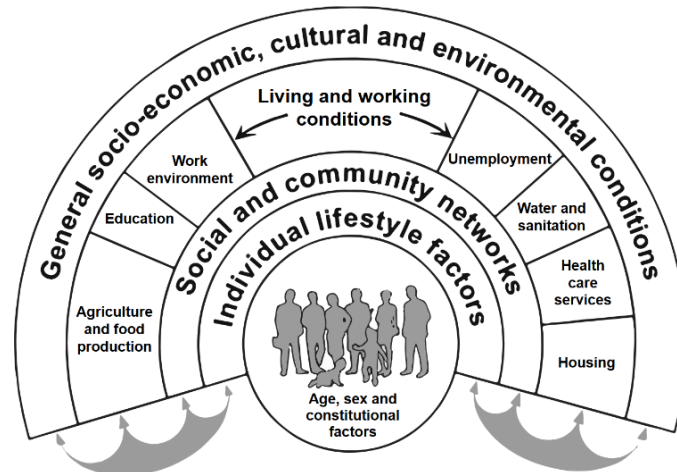 General socio-economic, cultural and environmental conditions
Living and working
conditions
Work
environment
Education
Agriculture
and food
production
Unemployment
Water and
sanitation
Health
care
services
Housing
Social and community networks
Individual lifestyle factors
Age, sex and
constitutional
factors